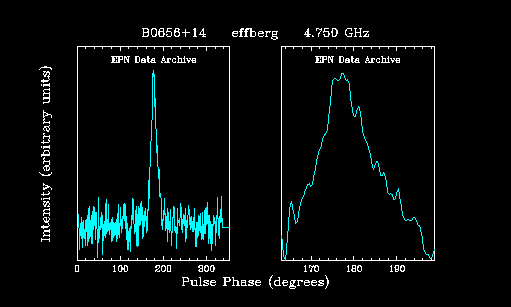 B0656+14 effberg 4.750 GHz
EPN Data Archive EPN Data Archive
Intensity (arbitrary units)
0 100 200 300 170 180 190
Pulse Phase (degrees)